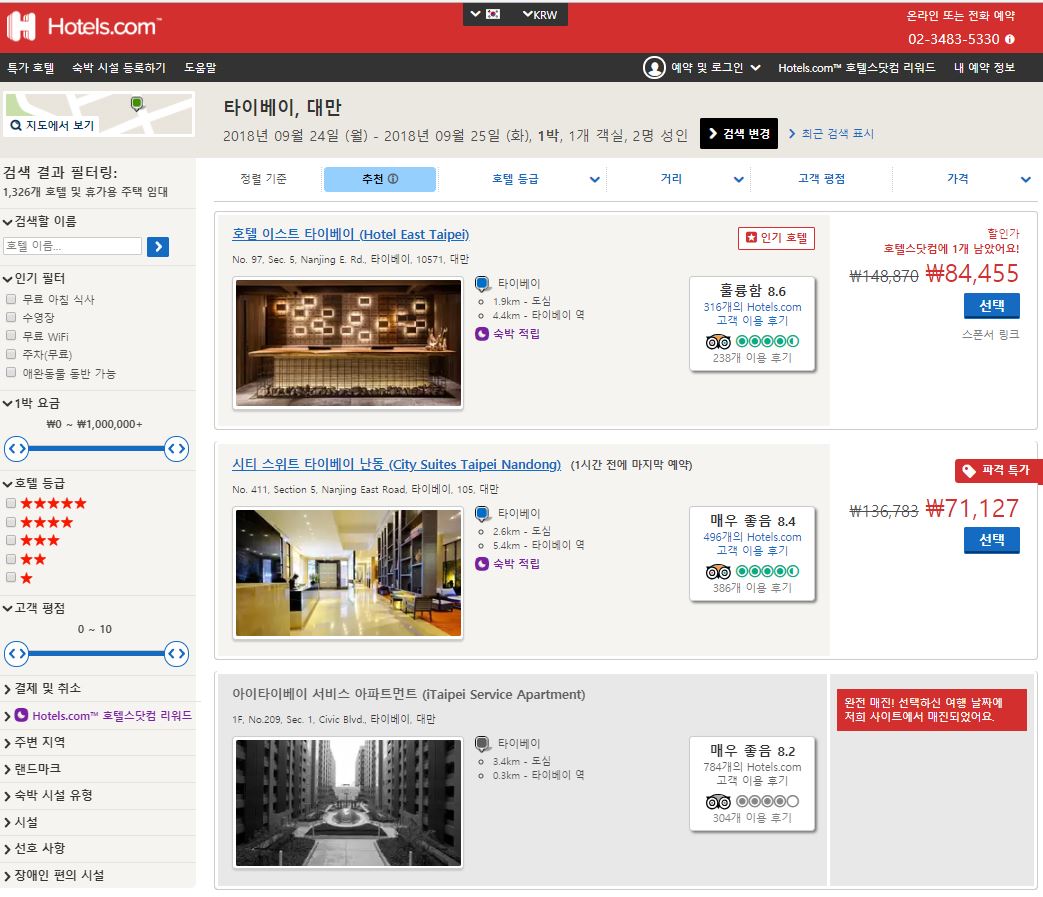 KRW
Hotels.com™
온라인 또는 전화 예약
02-3483-5330
특가 호텔 숙박 시설 등록하기 도움말
예약 및 로그인 Hotels.com™ 호텔스닷컴 리워드 내 예약 정보
지도에서 보기
타이베이, 대만
2018년 09월 24일 (월) - 2018년 09월 25일 (화), 1박, 1개 객실, 2명 성인
검색 변경
최근 검색 표시
검색 결과 필터링:
1,326개 호텔 및 휴가용 주택 임대
검색할 이름
호텔 이름...
인기 필터
무료 아침 식사
수영장
무료 WiFi
주차(무료)
애완동물 동반 가능
1박 요금
₩0 ~ ₩1,000,000+
호텔 등급
고객 평점
0 ~ 10
결제 및 취소
Hotels.com™ 호텔스닷컴 리워드
주변 지역
랜드마크
숙박 시설 유형
시설
선호 사항
장애인 편의 시설
정렬 기준 추천 호텔 등급 거리 고객 평점 가격
호텔 이스트 타이베이 (Hotel East Taipei)
인기 호텔
No. 97, Sec. 5, Nanjing E. Rd., 타이베이, 10571, 대만
타이베이
1.9km - 도심
4.4km - 타이베이 역
숙박 적립
훌륭함 8.6
316개의 Hotels.com
고객 이용 후기
238개 이용 후기
할인가
호텔스닷컴에 1개 남았어요!
₩148,870 ₩84,455
선택
스폰서 링크
시티 스위트 타이베이 난동 (City Suites Taipei Nandong) (1시간 전에 마지막 예약)
No. 411, Section 5, Nanjing East Road, 타이베이, 105, 대만
타이베이
2.6km - 도심
5.4km - 타이베이 역
숙박 적립
매우 좋음 8.4
496개의 Hotels.com
고객 이용 후기
386개 이용 후기
파격 특가
₩136,783 ₩71,127
선택
아이타이베이 서비스 아파트먼트 (iTaipei Service Apartment)
1F, No.209, Sec. 1, Civic Blvd., 타이베이, 대만
타이베이
3.4km - 도심
0.3km - 타이베이 역
매우 좋음 8.2
784개의 Hotels.com
고객 이용 후기
304개 이용 후기
완전 매진! 선택하신 여행 날짜에
저희 사이트에서 매진되었어요.